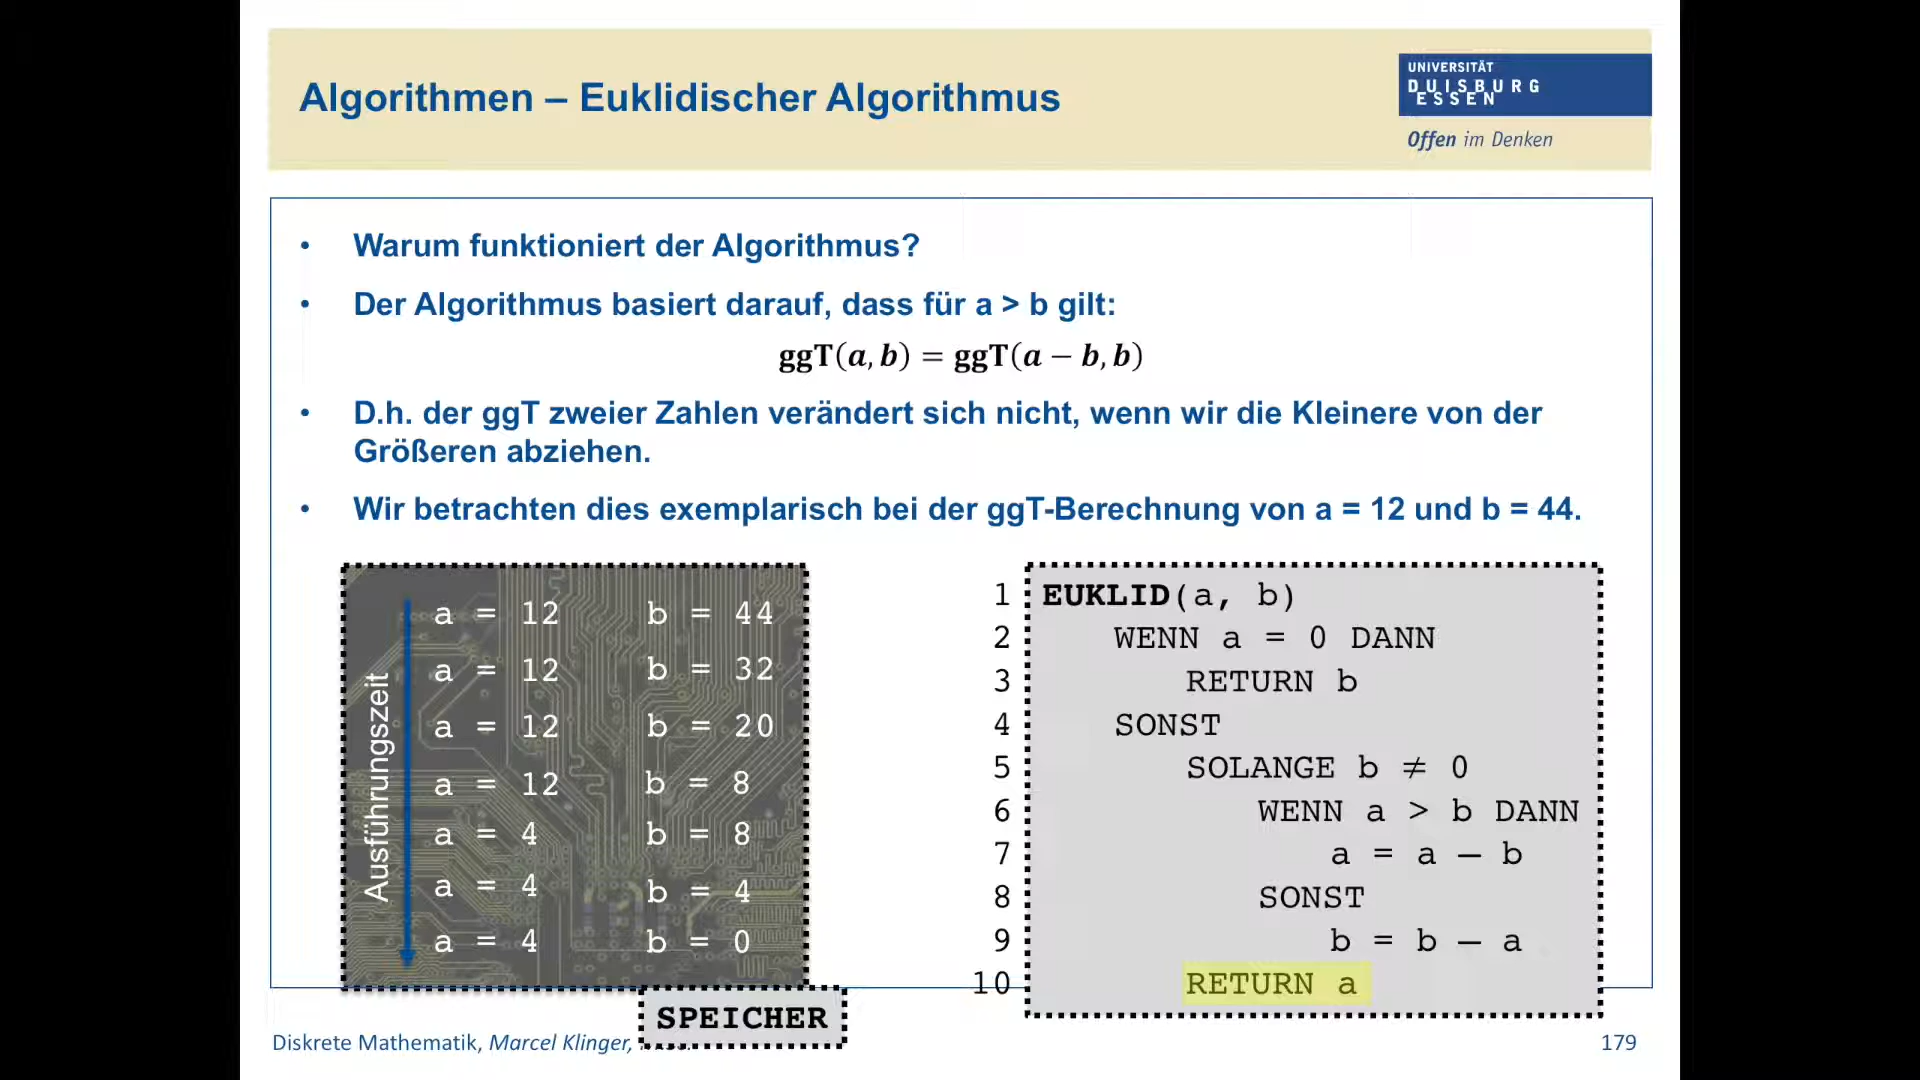 Algorithmen – Euklidischer Algorithmus
UNIVERSITÄT
DUISBURG
ESSEN
Offen im Denken
• Warum funktioniert der Algorithmus?
• Der Algorithmus basiert darauf, dass für a > b gilt:
ggT(a, b) = ggT(a − b, b)
• D.h. der ggT zweier Zahlen verändert sich nicht, wenn wir die Kleinere von der
Größeren abziehen.
• Wir betrachten dies exemplarisch bei der ggT-Berechnung von a = 12 und b = 44.
Ausführungszeit
a = 12 b = 44
a = 12 b = 32
a = 12 b = 20
a = 12 b = 8
a = 4 b = 8
a = 4 b = 4
a = 4 b = 0
SPEICHER
1 EUKLID(a, b)
2 WENN a = 0 DANN
3 RETURN b
4 SONST
5 SOLANGE b ≠ 0
6 WENN a > b DANN
7 a = a – b
8 SONST
9 b = b – a
10 RETURN a
Diskrete Mathematik, Marcel Klinger,
179